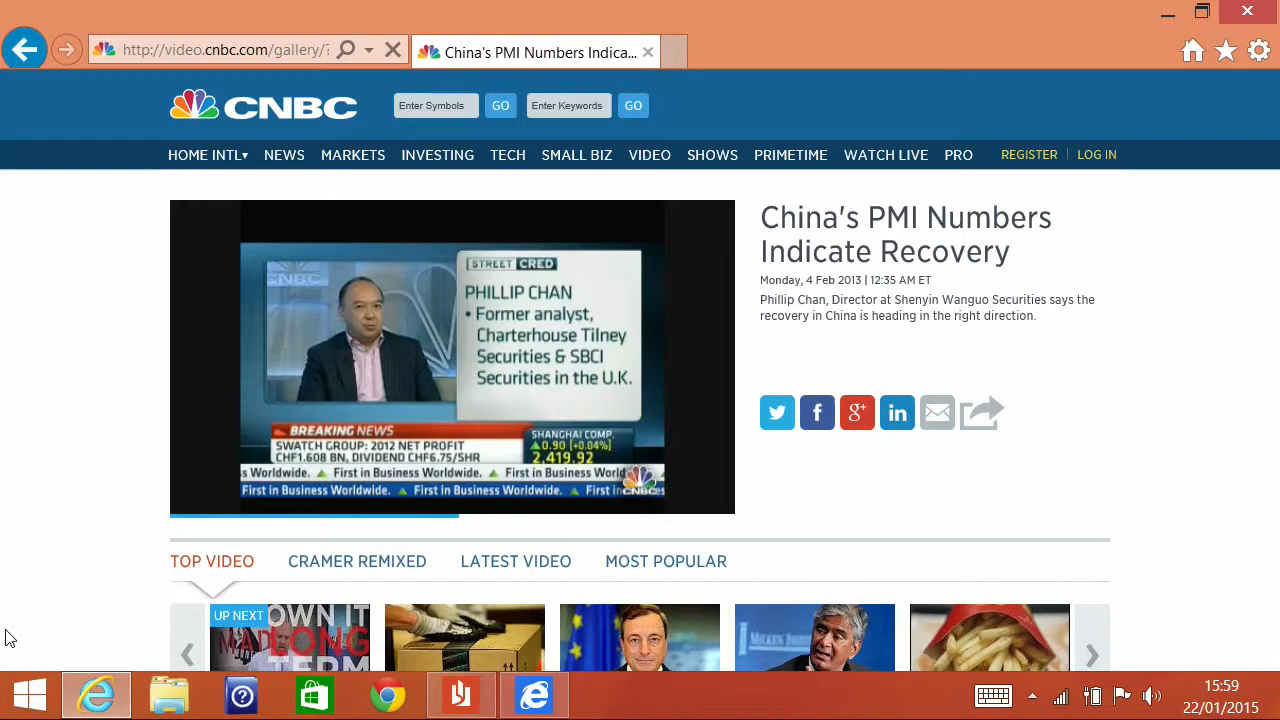 http://video.cnbc.com/gallery/?
China's PMI Numbers Indica...
CNBC
Enter Symbols
GO
Enter Keywords
GO
HOME INTL▾ NEWS MARKETS INVESTING TECH SMALL BIZ VIDEO SHOWS PRIMETIME WATCH LIVE PRO REGISTER | LOG IN
CNBC
STREET CRED
PHILLIP CHAN
• Former analyst,
Charterhouse Tilney
Securities & SBCI
Securities in the U.K.
BREAKING NEWS
SWATCH GROUP: 2012 NET PROFIT
CHF1.608 BN, DIVIDEND CHF6.75/SHR
SHANGHAI COMP.
▲0.90 [+0.04%]
2,419.92
s Worldwide. ▲ First in Business Worldwide. ▲ First in Business World
First in Business Worldwide. ▲ First in Business Worldwide. ▲ First in
CNBC
China's PMI Numbers
Indicate Recovery
Monday, 4 Feb 2013 | 12:35 AM ET
Phillip Chan, Director at Shenyin Wanguo Securities says the
recovery in China is heading in the right direction.
TOP VIDEO CRAMER REMIXED LATEST VIDEO MOST POPULAR
UP NEXT
OWN IT
MAD LONG
TERM
15:59
22/01/2015